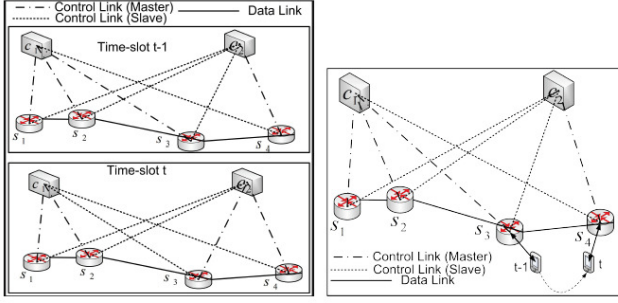 Control Link (Master)
Control Link (Slave)
Data Link
Time-slot t-1
c
c2
s1
s2
s3
s4
Time-slot t
c
s1
s2
s3
s4
c1
c2
s1
s2
s3
s4
Control Link (Master)
Control Link (Slave)
Data Link
t-1
t